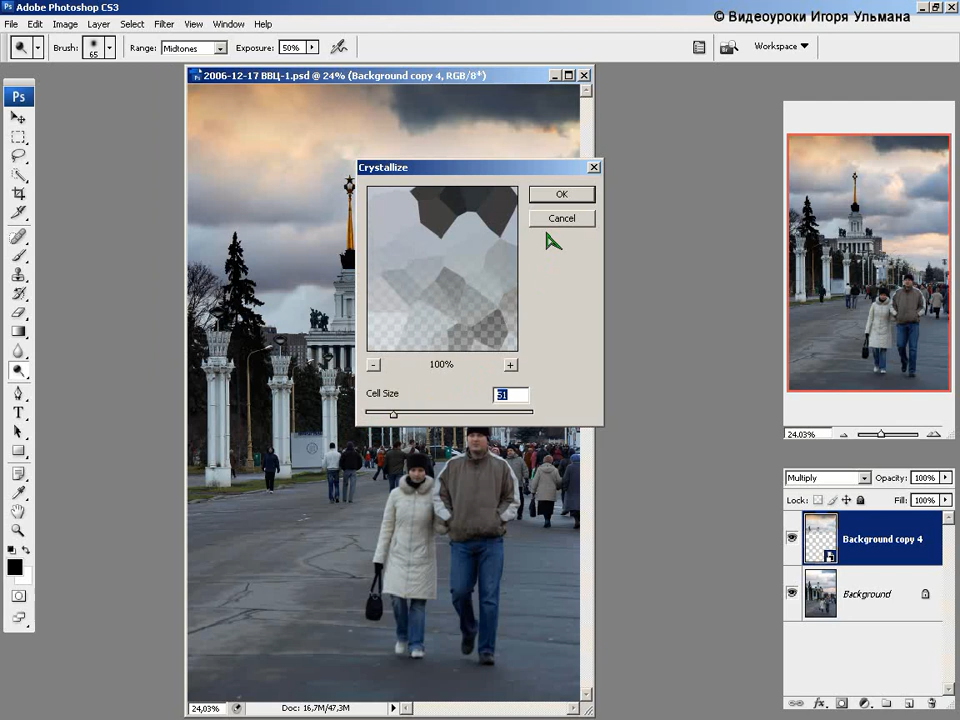 Ps Adobe Photoshop CS3
© Видеоуроки Игоря Ульмана
File Edit Image Layer Select Filter View Window Help
Brush: 65 Range: Midtones Exposure: 50% Workspace
Ps
2006-12-17 ВВЦ-1.psd @ 24% (Background copy 4, RGB/8*)
Crystallize
OK
Cancel
- 100% +
Cell Size 51
24,03%
Multiply Opacity: 100%
Lock: Fill: 100%
Background copy 4
Background
24,03% Doc: 16,7M/47,3M